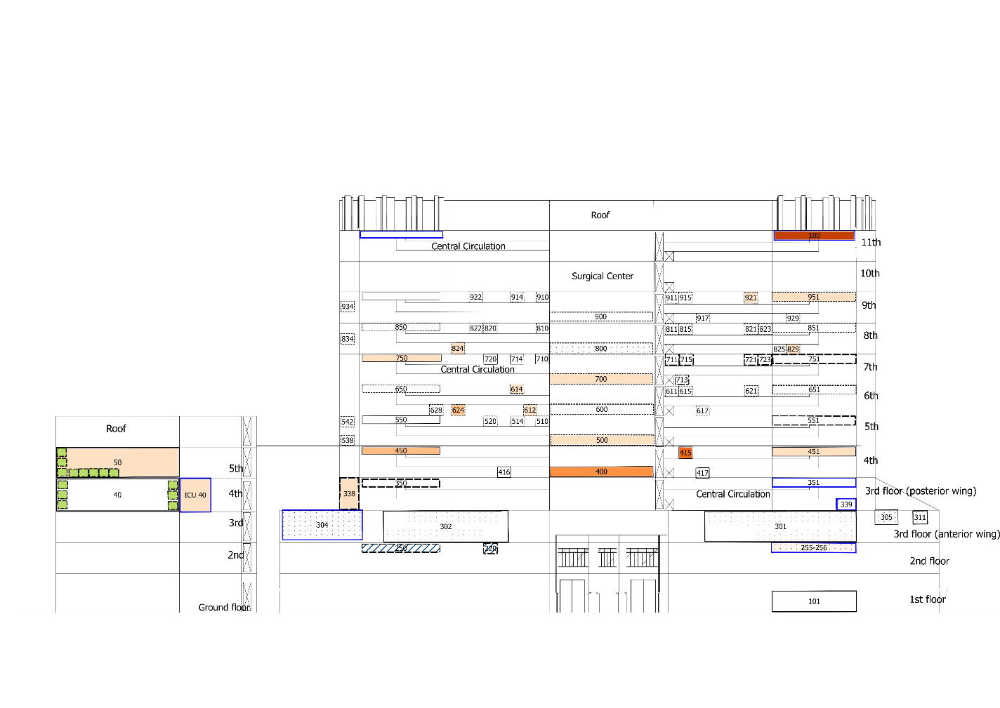 Roof
100
11th
Central Circulation
10th
Surgical Center
922 914 910 911 915 921 951
934
9th
900 917 929
850 822 820 810 811 815 821 823 851
834
8th
824 800 825 829
750 720 714 710 711 715 721 723 751
Central Circulation
7th
700 713
650 614 611 615 621 651
6th
628 624 612 600 617
550 520 514 510 551
542
5th
Roof
538 500
450 415 451
50
5th
4th
416 400 417
350 351
40 ICU 40 4th 338 Central Circulation 3rd floor (posterior wing)
339
3rd
304 302 301 305 311
3rd floor (anterior wing)
2nd
250 220 255-256
2nd floor
101
1st floor
Ground floor